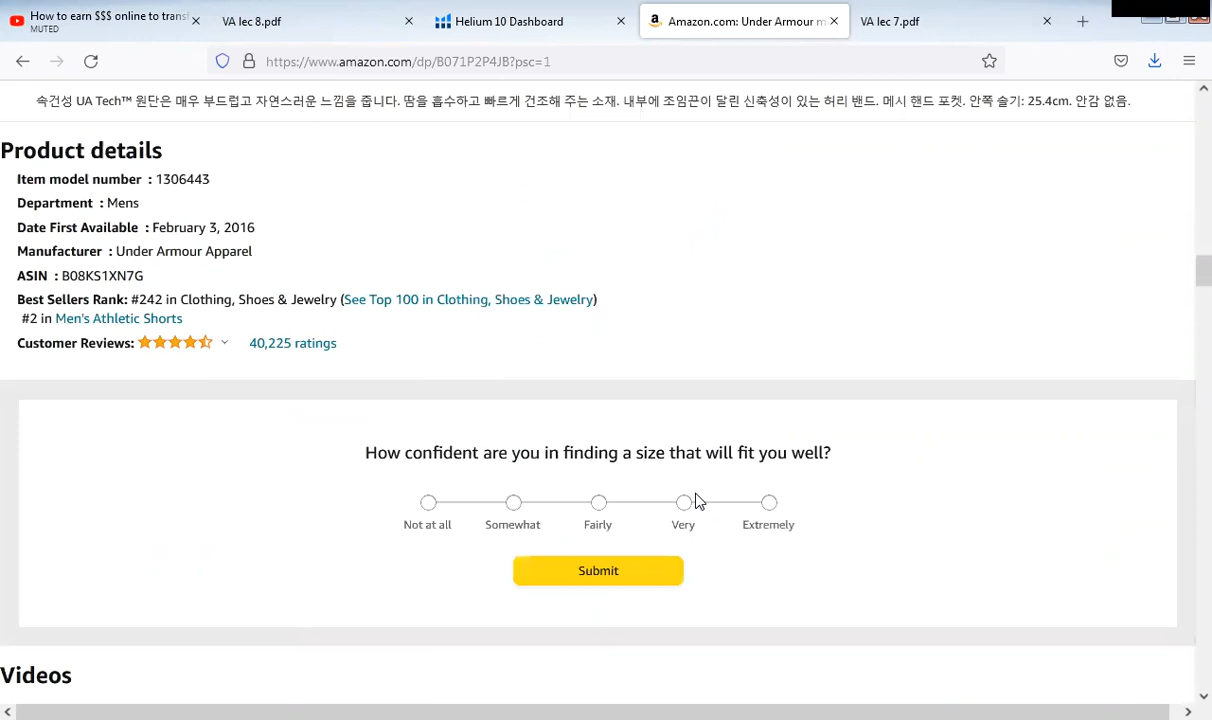 How to earn $$$ online to transf
MUTED
VA lec 8.pdf
Helium 10 Dashboard
Amazon.com: Under Armour m
VA lec 7.pdf
https://www.amazon.com/dp/B071P2P4JB?psc=1
속건성 UA Tech™ 원단은 매우 부드럽고 자연스러운 느낌을 줍니다. 땀을 흡수하고 빠르게 건조해 주는 소재. 내부에 조임끈이 달린 신축성이 있는 허리 밴드. 메시 핸드 포켓. 안쪽 솔기: 25.4cm. 안감 없음.
Product details
Item model number : 1306443
Department : Mens
Date First Available : February 3, 2016
Manufacturer : Under Armour Apparel
ASIN : B08KS1XN7G
Best Sellers Rank: #242 in Clothing, Shoes & Jewelry (See Top 100 in Clothing, Shoes & Jewelry)
#2 in Men's Athletic Shorts
Customer Reviews: 40,225 ratings
How confident are you in finding a size that will fit you well?
Not at all Somewhat Fairly Very Extremely
Submit
Videos